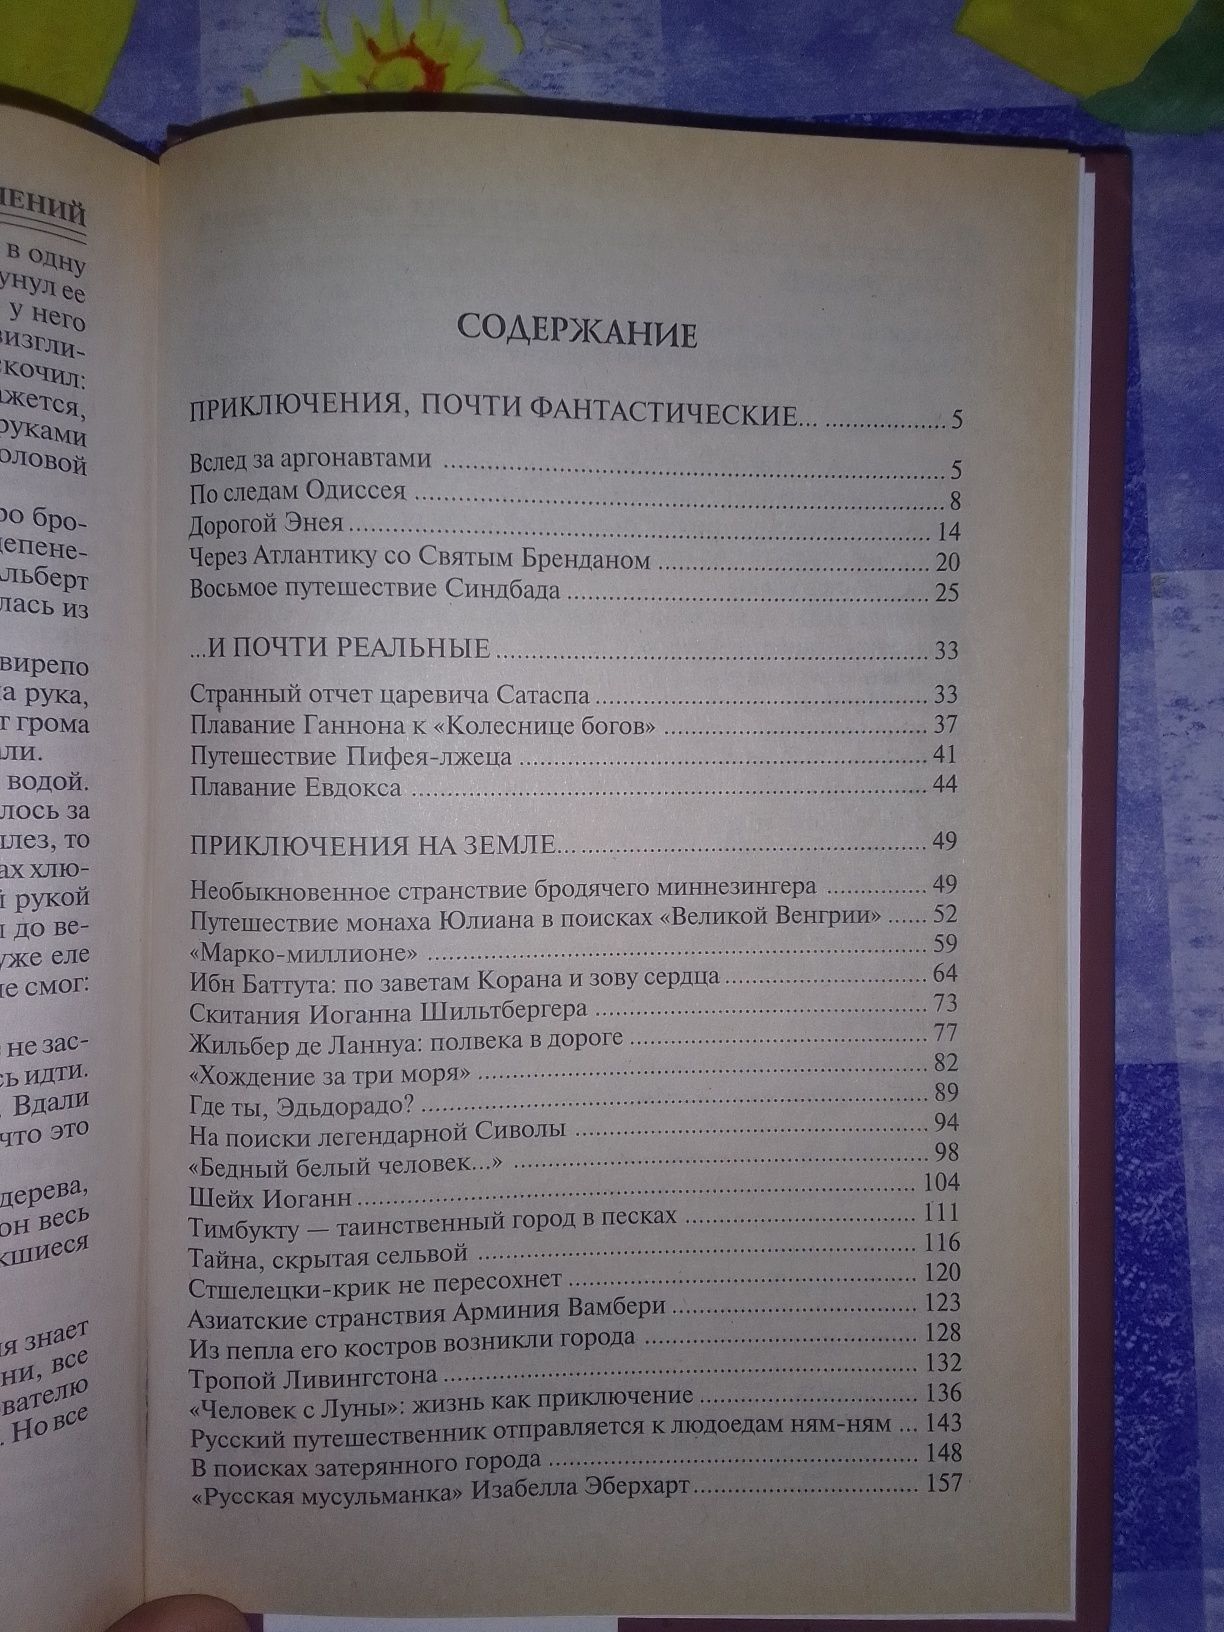 ЧЕНИЙ
в одну
унул ее
у него
визгли-
скочил:
ажется,
руками
оловой
ро бро-
цепене-
Альберт
лась из
вирепо
на рука,
т грома
али.
водой.
лось за
ылез, то
ах хлю-
й рукой
ы до ве-
уже еле
не смог:
не зас-
сь идти.
Вдали
что это
дерева,
он весь
кшиеся
ия знает
ни, все
ователю
. Но все
СОДЕРЖАНИЕ
ПРИКЛЮЧЕНИЯ, ПОЧТИ ФАНТАСТИЧЕСКИЕ... 5
Вслед за аргонавтами 5
По следам Одиссея 8
Дорогой Энея 14
Через Атлантику со Святым Бренданом 20
Восьмое путешествие Синдбада 25
...И ПОЧТИ РЕАЛЬНЫЕ 33
Странный отчет царевича Сатаспа 33
Плавание Ганнона к «Колеснице богов» 37
Путешествие Пифея-лжеца 41
Плавание Евдокса 44
ПРИКЛЮЧЕНИЯ НА ЗЕМЛЕ... 49
Необыкновенное странствие бродячего миннезингера 49
Путешествие монаха Юлиана в поисках «Великой Венгрии» 52
«Марко-миллионе» 59
Ибн Баттута: по заветам Корана и зову сердца 64
Скитания Иоганна Шильтбергера 73
Жильбер де Ланнуа: полвека в дороге 77
«Хождение за три моря» 82
Где ты, Эдьдорадо? 89
На поиски легендарной Сиволы 94
«Бедный белый человек...» 98
Шейх Иоганн 104
Тимбукту — таинственный город в песках 111
Тайна, скрытая сельвой 116
Стшелецки-крик не пересохнет 120
Азиатские странствия Арминия Вамбери 123
Из пепла его костров возникли города 128
Тропой Ливингстона 132
«Человек с Луны»: жизнь как приключение 136
Русский путешественник отправляется к людоедам ням-ням 143
В поисках затерянного города 148
«Русская мусульманка» Изабелла Эберхарт 157